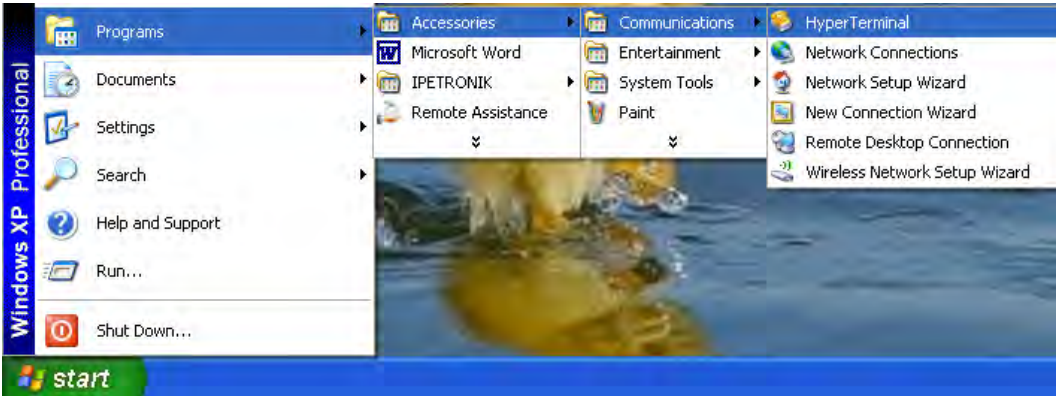 Windows XP Professional
Programs
Documents
Settings
Search
Help and Support
Run...
Shut Down...
Accessories
Microsoft Word
IPETRONIK
Remote Assistance
Communications
Entertainment
System Tools
Paint
HyperTerminal
Network Connections
Network Setup Wizard
New Connection Wizard
Remote Desktop Connection
Wireless Network Setup Wizard
start